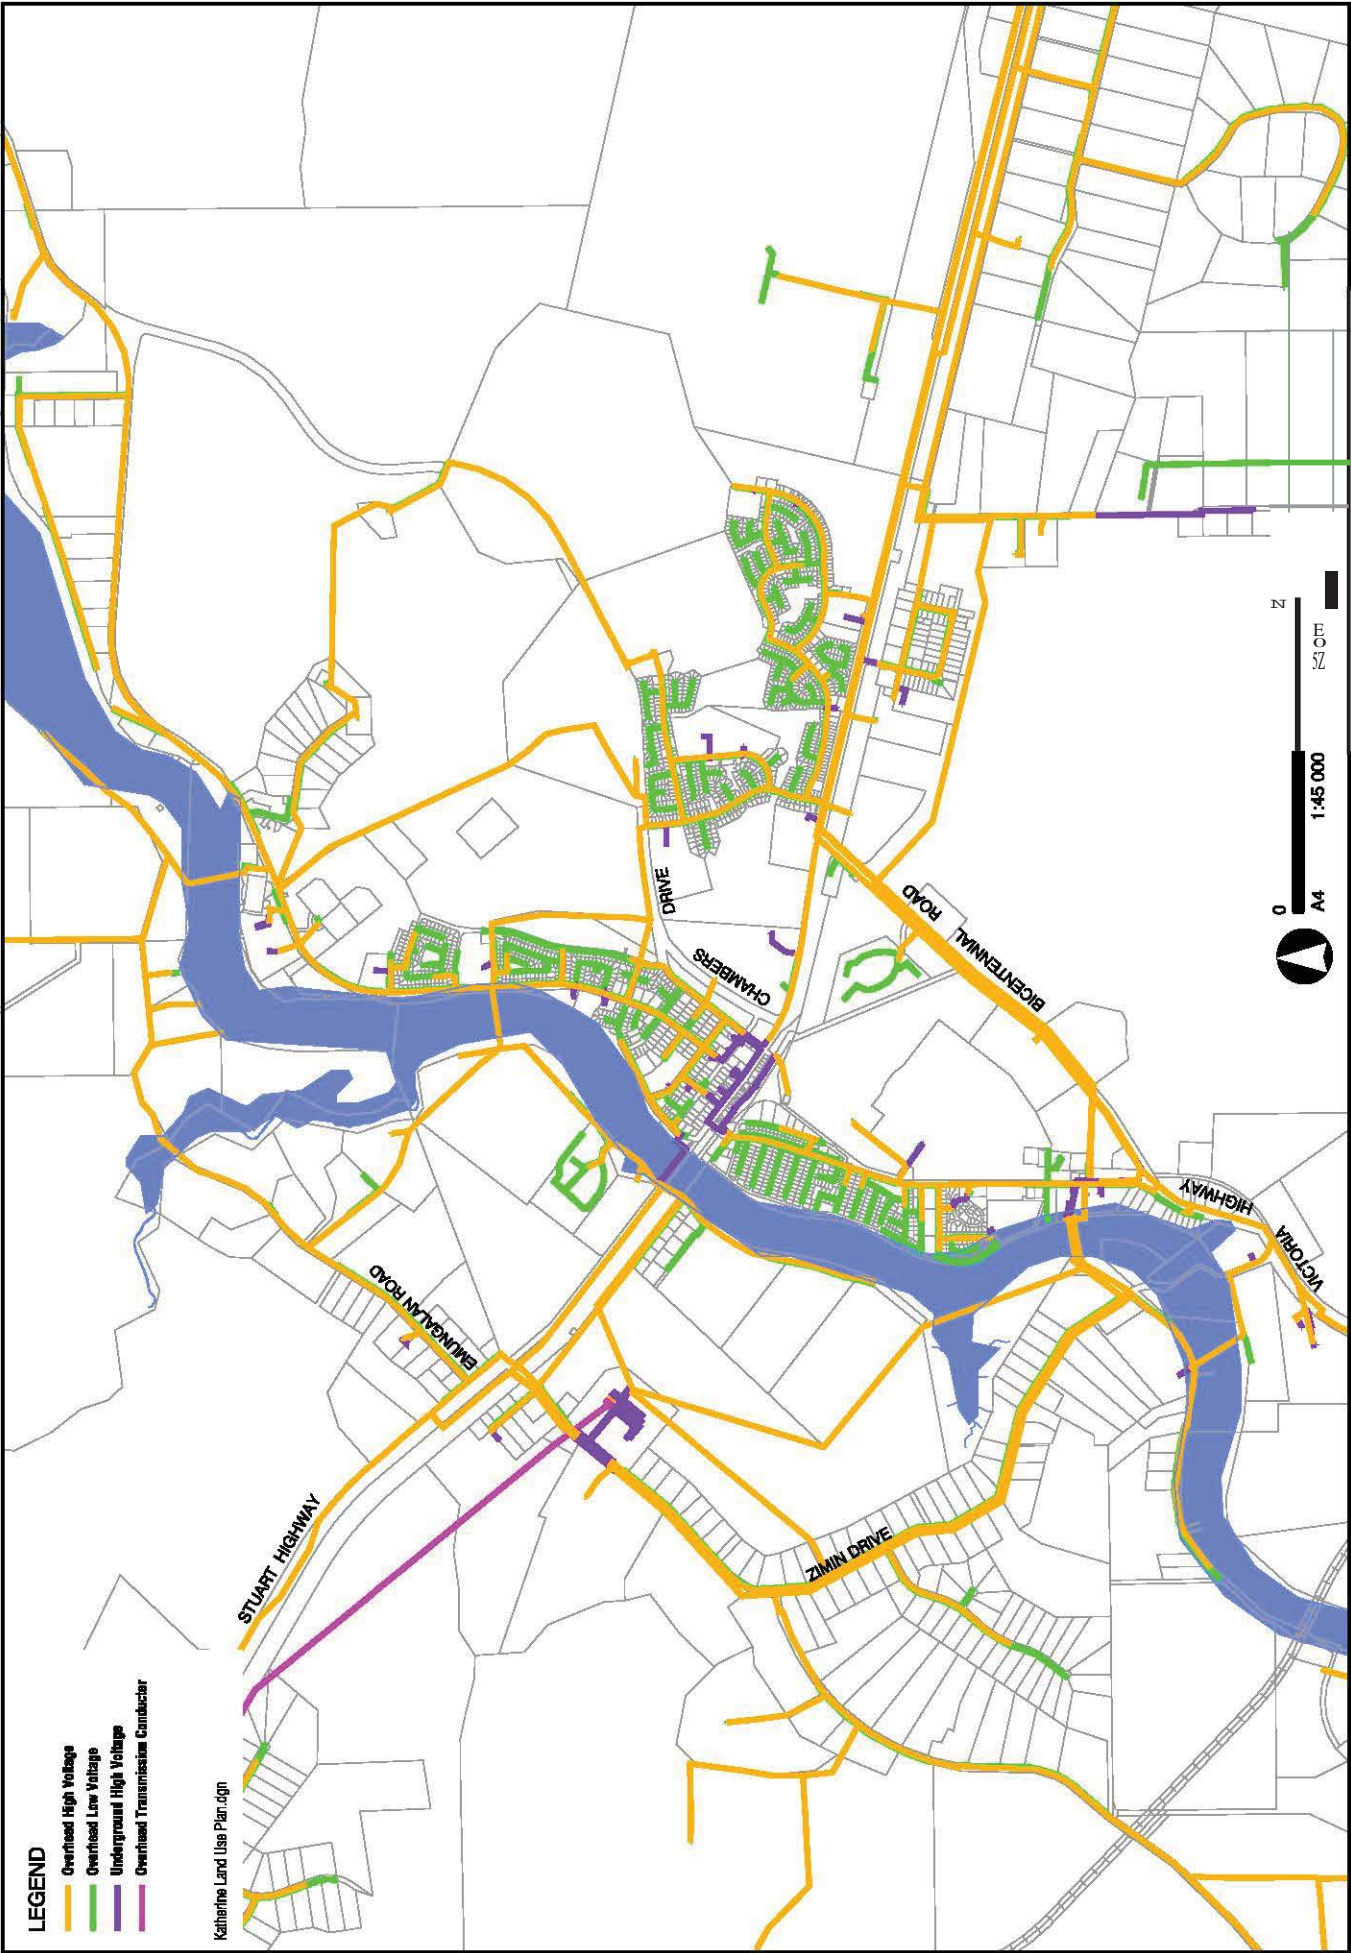 LEGEND
Overhead High Voltage
Overhead Low Voltage
Underground High Voltage
Overhead Transmission Conductor
Katherine Land Use Plan.dgn
STUART HIGHWAY
EMUNGALAN ROAD
ZIMIN DRIVE
CHAMBERS
DRIVE
BICENTENNIAL
ROAD
VICTORIA
HIGHWAY
0
A4
1:45 000
N
E
O
5Z